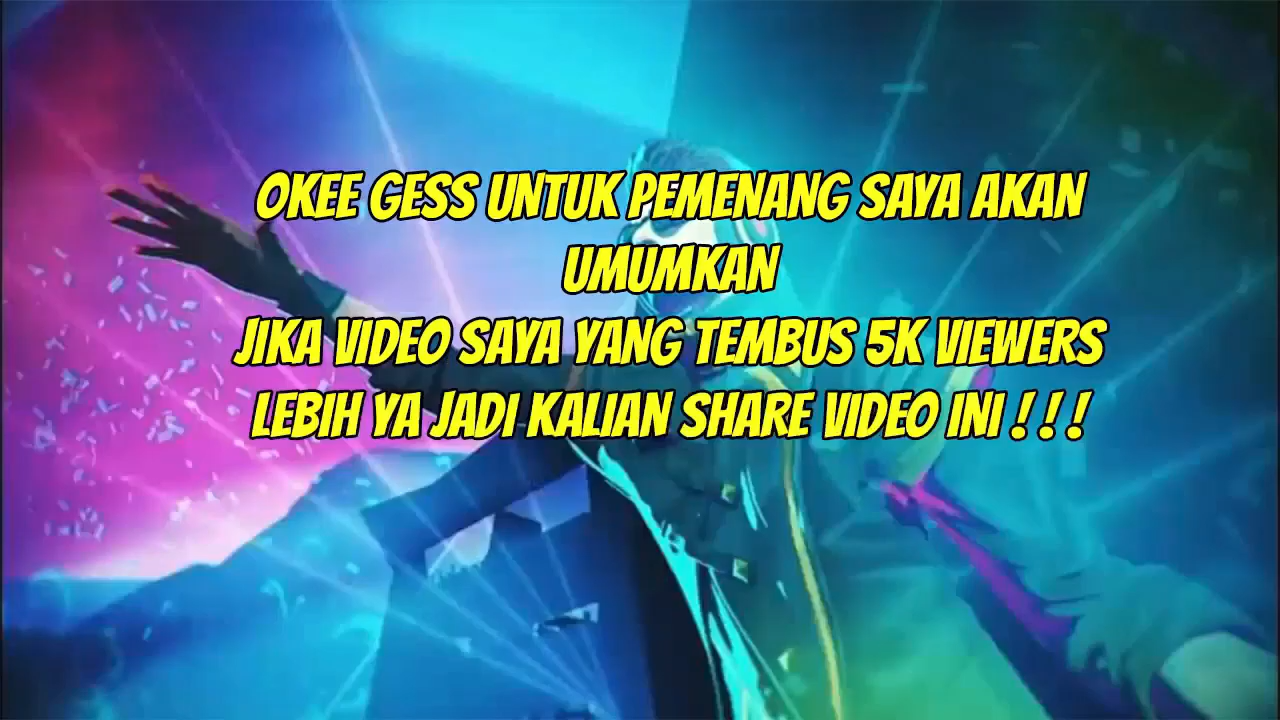 OKEE GESS UNTUK PEMENANG SAYA AKAN
UMUMKAN
JIKA VIDEO SAYA YANG TEMBUS 5K VIEWERS
LEBIH YA JADI KALIAN SHARE VIDEO INI ! ! !